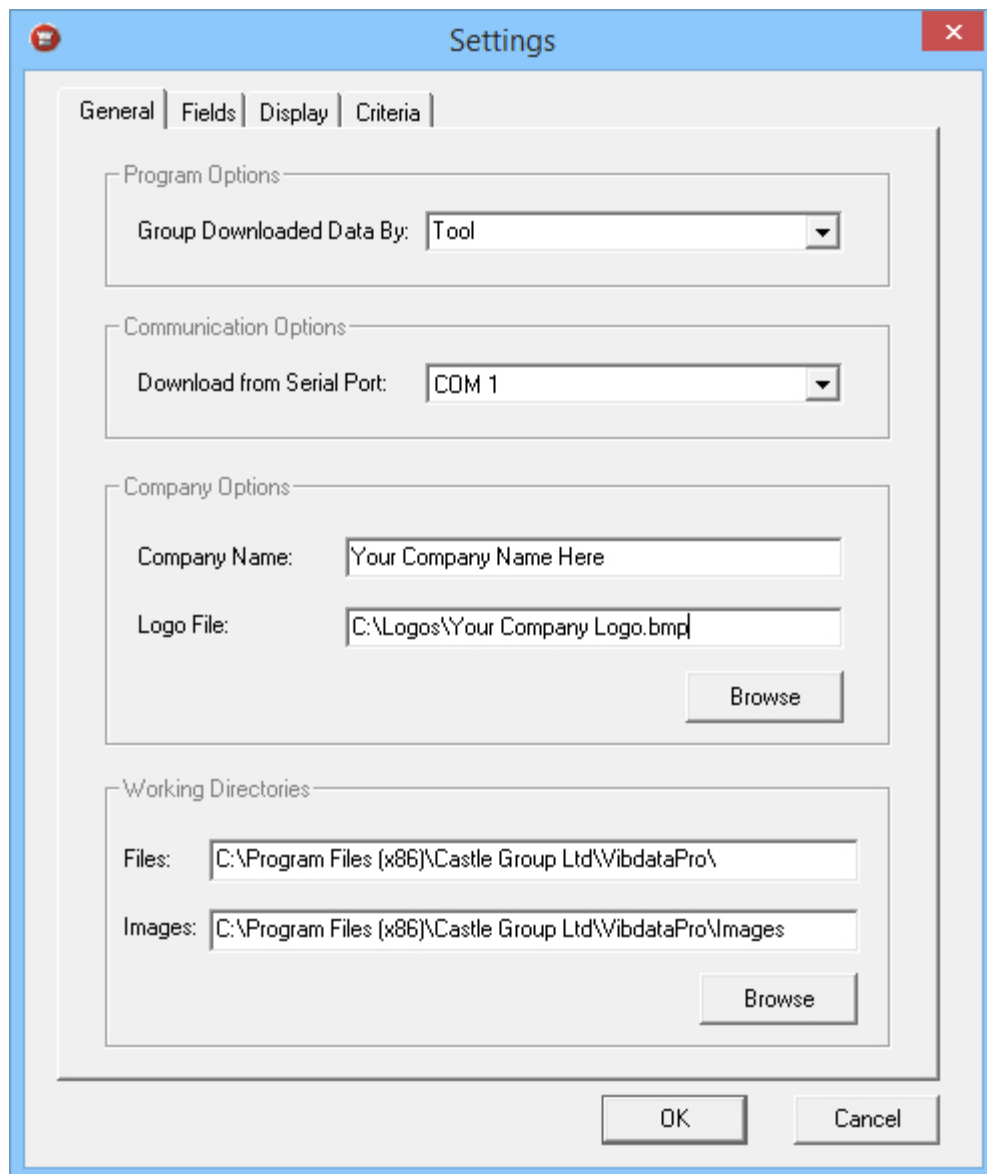 Settings
General Fields Display Criteria
Program Options
Group Downloaded Data By: Tool
Communication Options
Download from Serial Port: COM 1
Company Options
Company Name: Your Company Name Here
Logo File: C:\Logos\Your Company Logo.bmp
Browse
Working Directories
Files: C:\Program Files (x86)\Castle Group Ltd\VibdataPro\
Images: C:\Program Files (x86)\Castle Group Ltd\VibdataPro\Images
Browse
OK Cancel